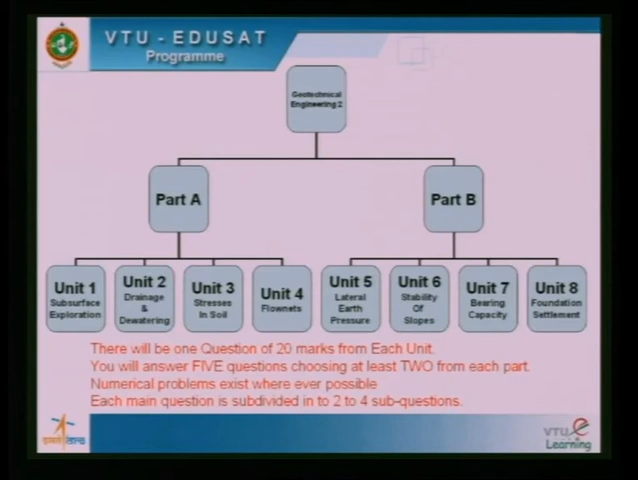 VTU - EDUSAT
Programme
Geotechnical
Engineering 2
Part A
Part B
Unit 1
Subsurface
Exploration
Unit 2
Drainage
&
Dewatering
Unit 3
Stresses
In Soil
Unit 4
Flownets
Unit 5
Lateral
Earth
Pressure
Unit 6
Stability
Of
Slopes
Unit 7
Bearing
Capacity
Unit 8
Foundation
Settlement
There will be one Question of 20 marks from Each Unit.
You will answer FIVE questions choosing at least TWO from each part.
Numerical problems exist where ever possible
Each main question is subdivided in to 2 to 4 sub-questions.
इसरो isro
VTU e
Learning